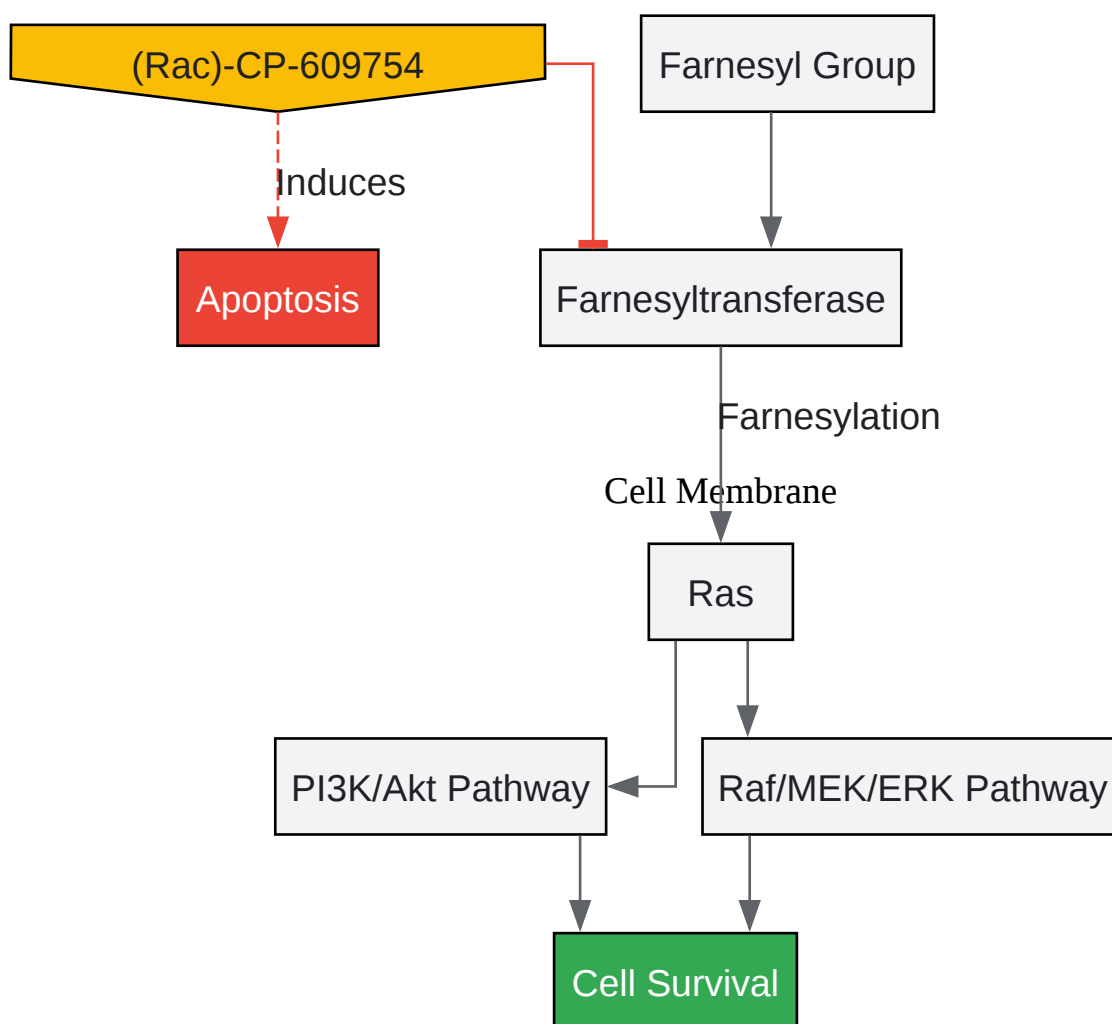 (Rac)-CP-609754
Farnesyl Group
Induces
Apoptosis
Farnesyltransferase
Farnesylation
Cell Membrane
Ras
PI3K/Akt Pathway
Raf/MEK/ERK Pathway
Cell Survival